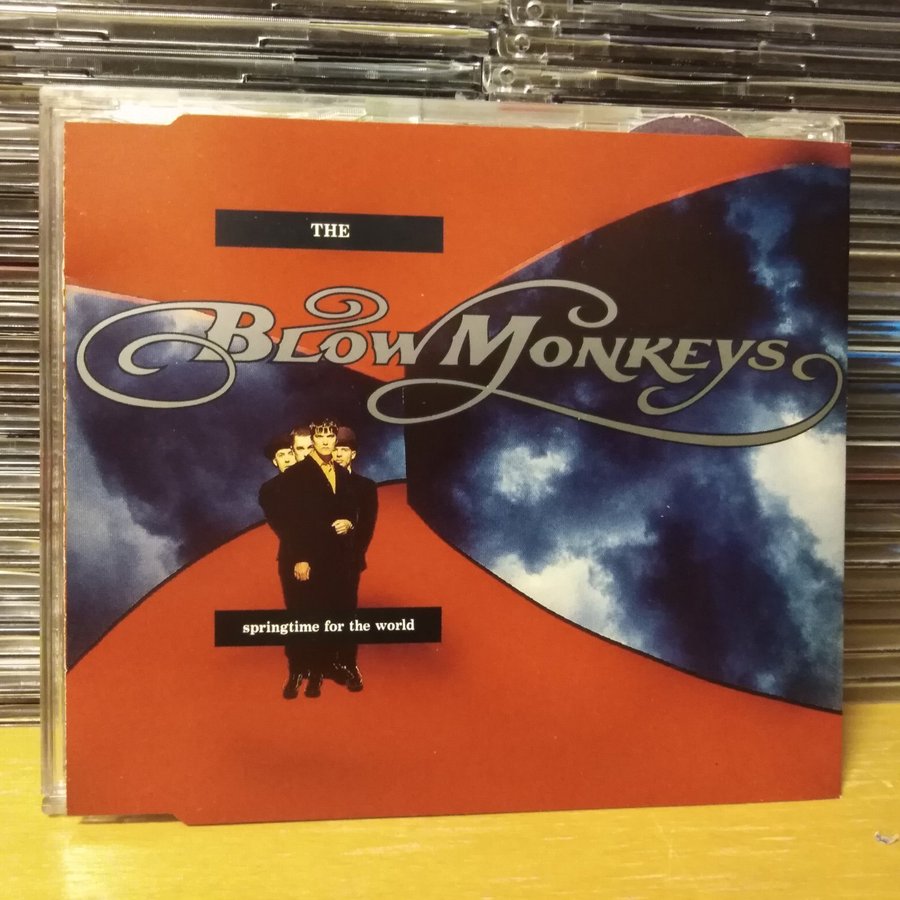 THE
BLOW MONKEYS
springtime for the world